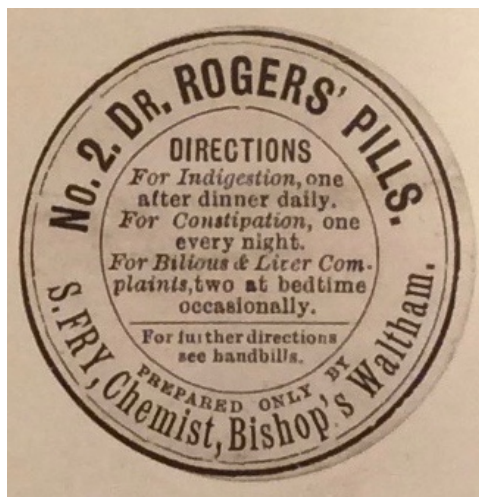 No. 2. DR. ROGERS' PILLS.
DIRECTIONS
For Indigestion, one
after dinner daily.
For Constipation, one
every night.
For Bilious & Liver Com-
plaints, two at bedtime
occasionally.
For further directions
see handbills.
PREPARED ONLY BY
S. FRY, Chemist, Bishop's Waltham.